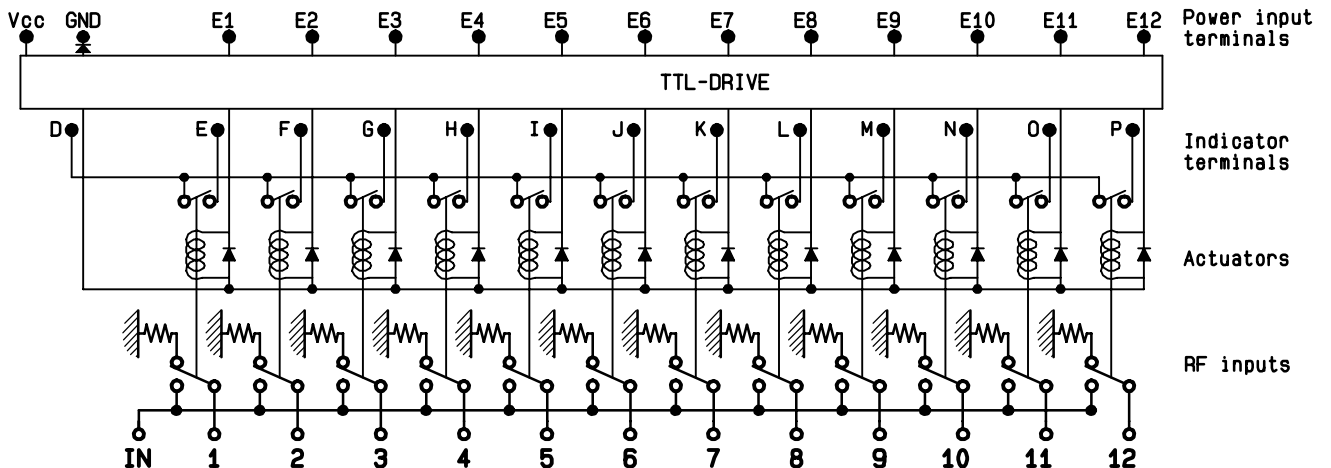 Vcc GND E1 E2 E3 E4 E5 E6 E7 E8 E9 E10 E11 E12 Power input
terminals
TTL-DRIVE
D E F G H I J K L M N O P Indicator
terminals
Actuators
RF inputs
IN 1 2 3 4 5 6 7 8 9 10 11 12